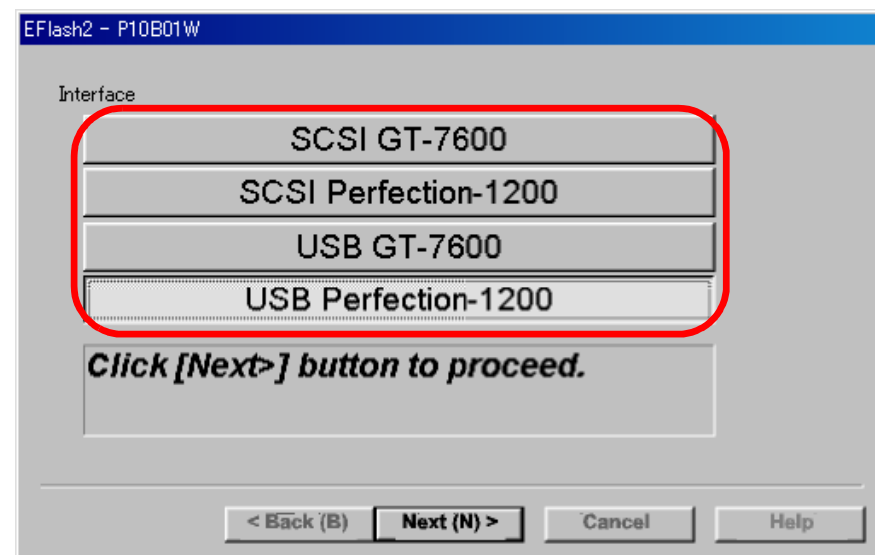 EFlash2 - P10B01W
Interface
SCSI GT-7600
SCSI Perfection-1200
USB GT-7600
USB Perfection-1200
Click [Next>] button to proceed.
< Back (B) Next (N) > Cancel Help